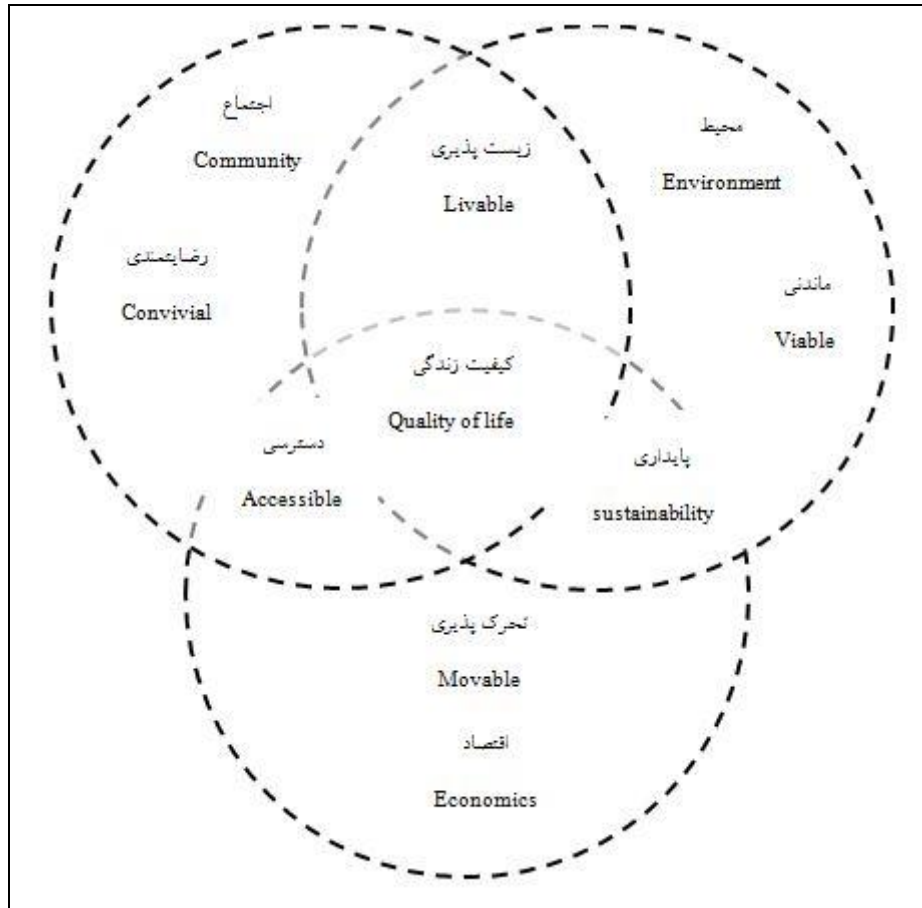 اجتماع
Community
رضایتمندی
Convivial
زیست پذیری
Livable
محیط
Environment
ماندنی
Viable
کیفیت زندگی
Quality of life
دسترسی
Accessible
پایداری
sustainability
تحرک پذیری
Movable
اقتصاد
Economics